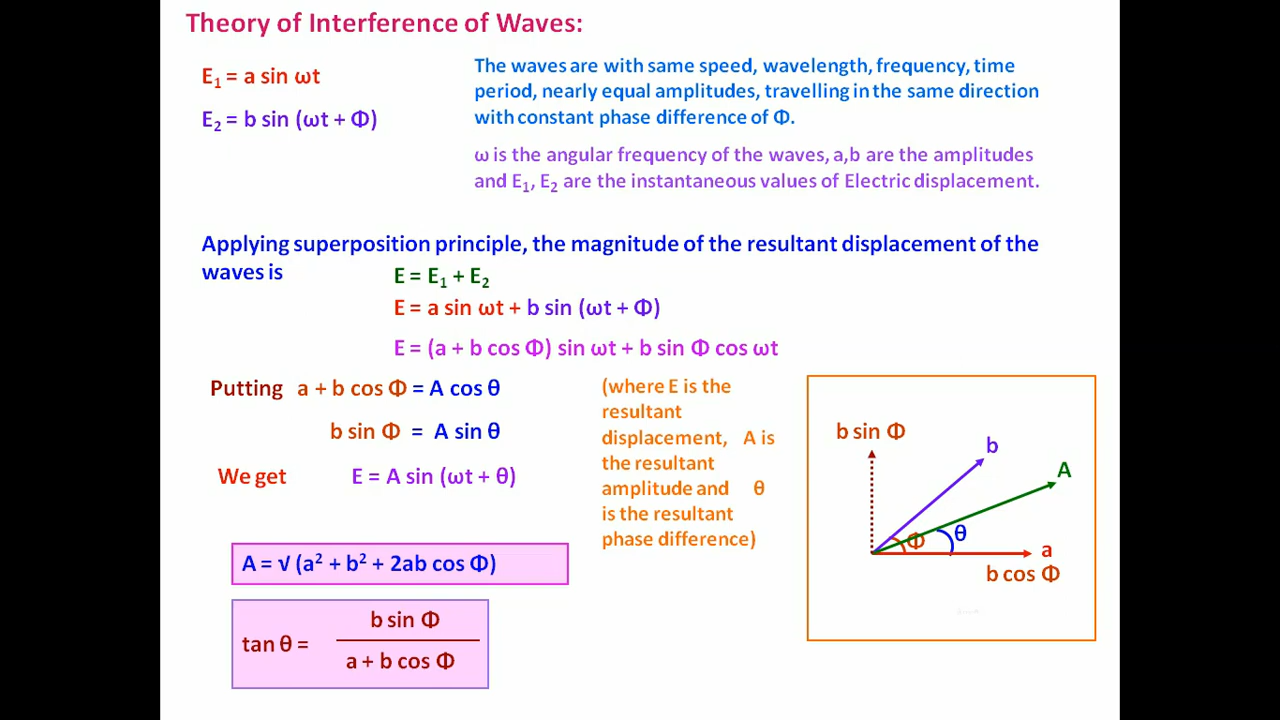 Theory of Interference of Waves:
E₁ = a sin ωt
E₂ = b sin (ωt + Φ)
The waves are with same speed, wavelength, frequency, time
period, nearly equal amplitudes, travelling in the same direction
with constant phase difference of Φ.
ω is the angular frequency of the waves, a,b are the amplitudes
and E₁, E₂ are the instantaneous values of Electric displacement.
Applying superposition principle, the magnitude of the resultant displacement of the
waves is
E = E₁ + E₂
E = a sin ωt + b sin (ωt + Φ)
E = (a + b cos Φ) sin ωt + b sin Φ cos ωt
Putting a + b cos Φ = A cos θ
b sin Φ = A sin θ
We get E = A sin (ωt + θ)
(where E is the
resultant
displacement, A is
the resultant
amplitude and θ
is the resultant
phase difference)
A = √ (a² + b² + 2ab cos Φ)
tan θ =
b sin Φ
a + b cos Φ
b sin Φ
b
A
Φ
θ
a
b cos Φ